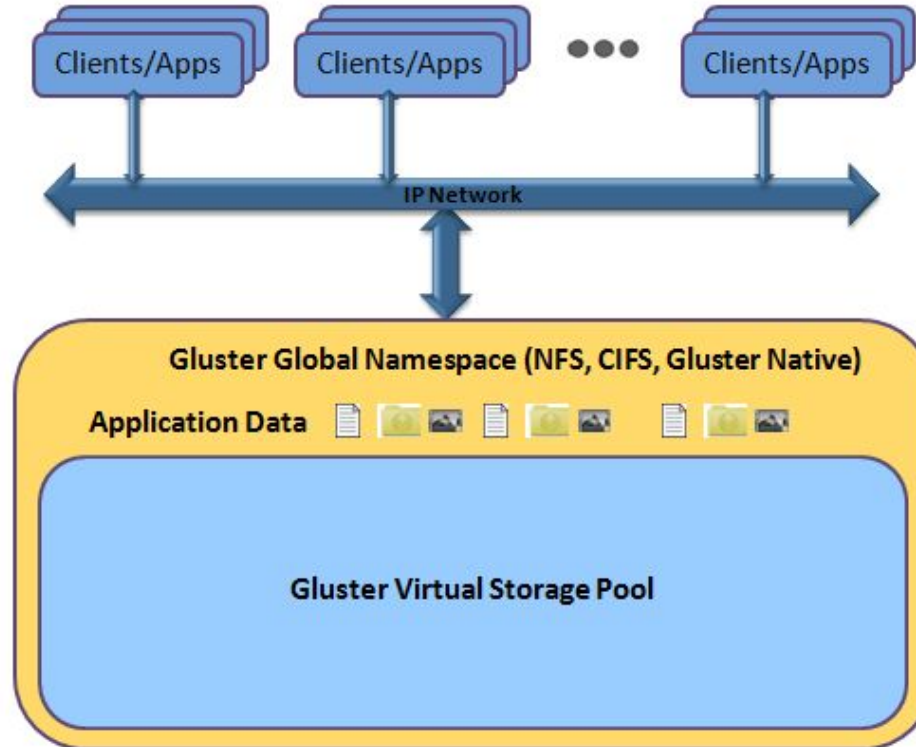 Clients/Apps
Clients/Apps
Clients/Apps
IP Network
Gluster Global Namespace (NFS, CIFS, Gluster Native)
Application Data
Gluster Virtual Storage Pool